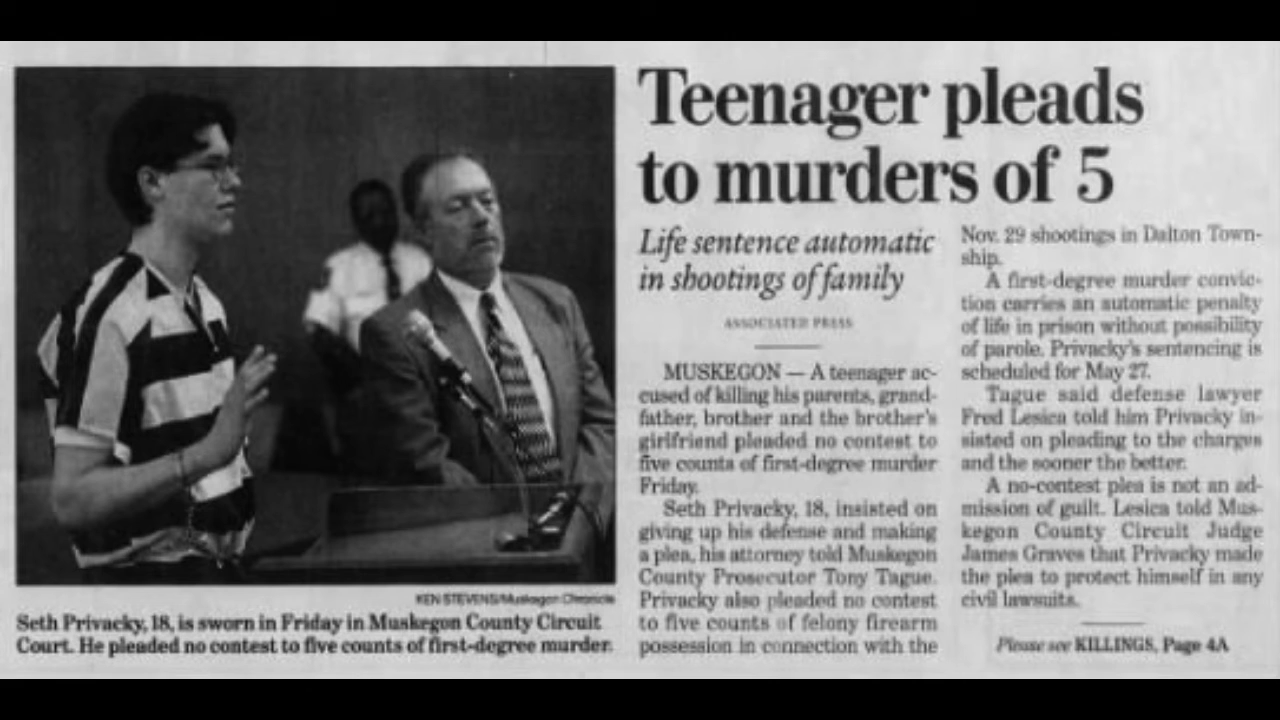 Teenager pleads
to murders of 5
Life sentence automatic
in shootings of family
ASSOCIATED PRESS
MUSKEGON — A teenager ac-
cused of killing his parents, grand-
father, brother and the brother's
girlfriend pleaded no contest to
five counts of first-degree murder
Friday.
Seth Privacky, 18, insisted on
giving up his defense and making
a plea, his attorney told Muskegon
County Prosecutor Tony Tague.
Privacky also pleaded no contest
to five counts of felony firearm
possession in connection with the
Nov. 29 shootings in Dalton Town-
ship.
A first-degree murder convic-
tion carries an automatic penalty
of life in prison without possibility
of parole. Privacky's sentencing is
scheduled for May 27.
Tague said defense lawyer
Fred Lesica told him Privacky in-
sisted on pleading to the charges
and the sooner the better.
A no-contest plea is not an ad-
mission of guilt. Lesica told Mus-
kegon County Circuit Judge
James Graves that Privacky made
the plea to protect himself in any
civil lawsuits.
Please see KILLINGS, Page 4A
KEN STEVENS/Muskegon Chronicle
Seth Privacky, 18, is sworn in Friday in Muskegon County Circuit
Court. He pleaded no contest to five counts of first-degree murder.